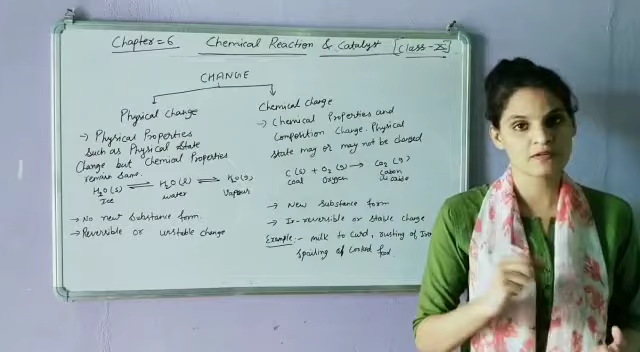 Chapter = 6 Chemical Reaction & Catalyst [Class - IX]
CHANGE
Physical Change
→ Physical Properties
Such as Physical State
Change but Chemical Properties
remain same.
H2O(s) ⇌ H2O(l) ⇌ H2O(g)
Ice water Vapour
→ No new Substance form.
→ Reversible or unstable change
Chemical change
→ Chemical Properties and
Composition change. Physical
state may or may not be changed
C(s) + O2(g) → CO2(g)
coal oxygen
→ New substance form
→ Ir-reversible or stable change
Example:- milk to curd, rusting of Iron
Spoiling of Cooked food.